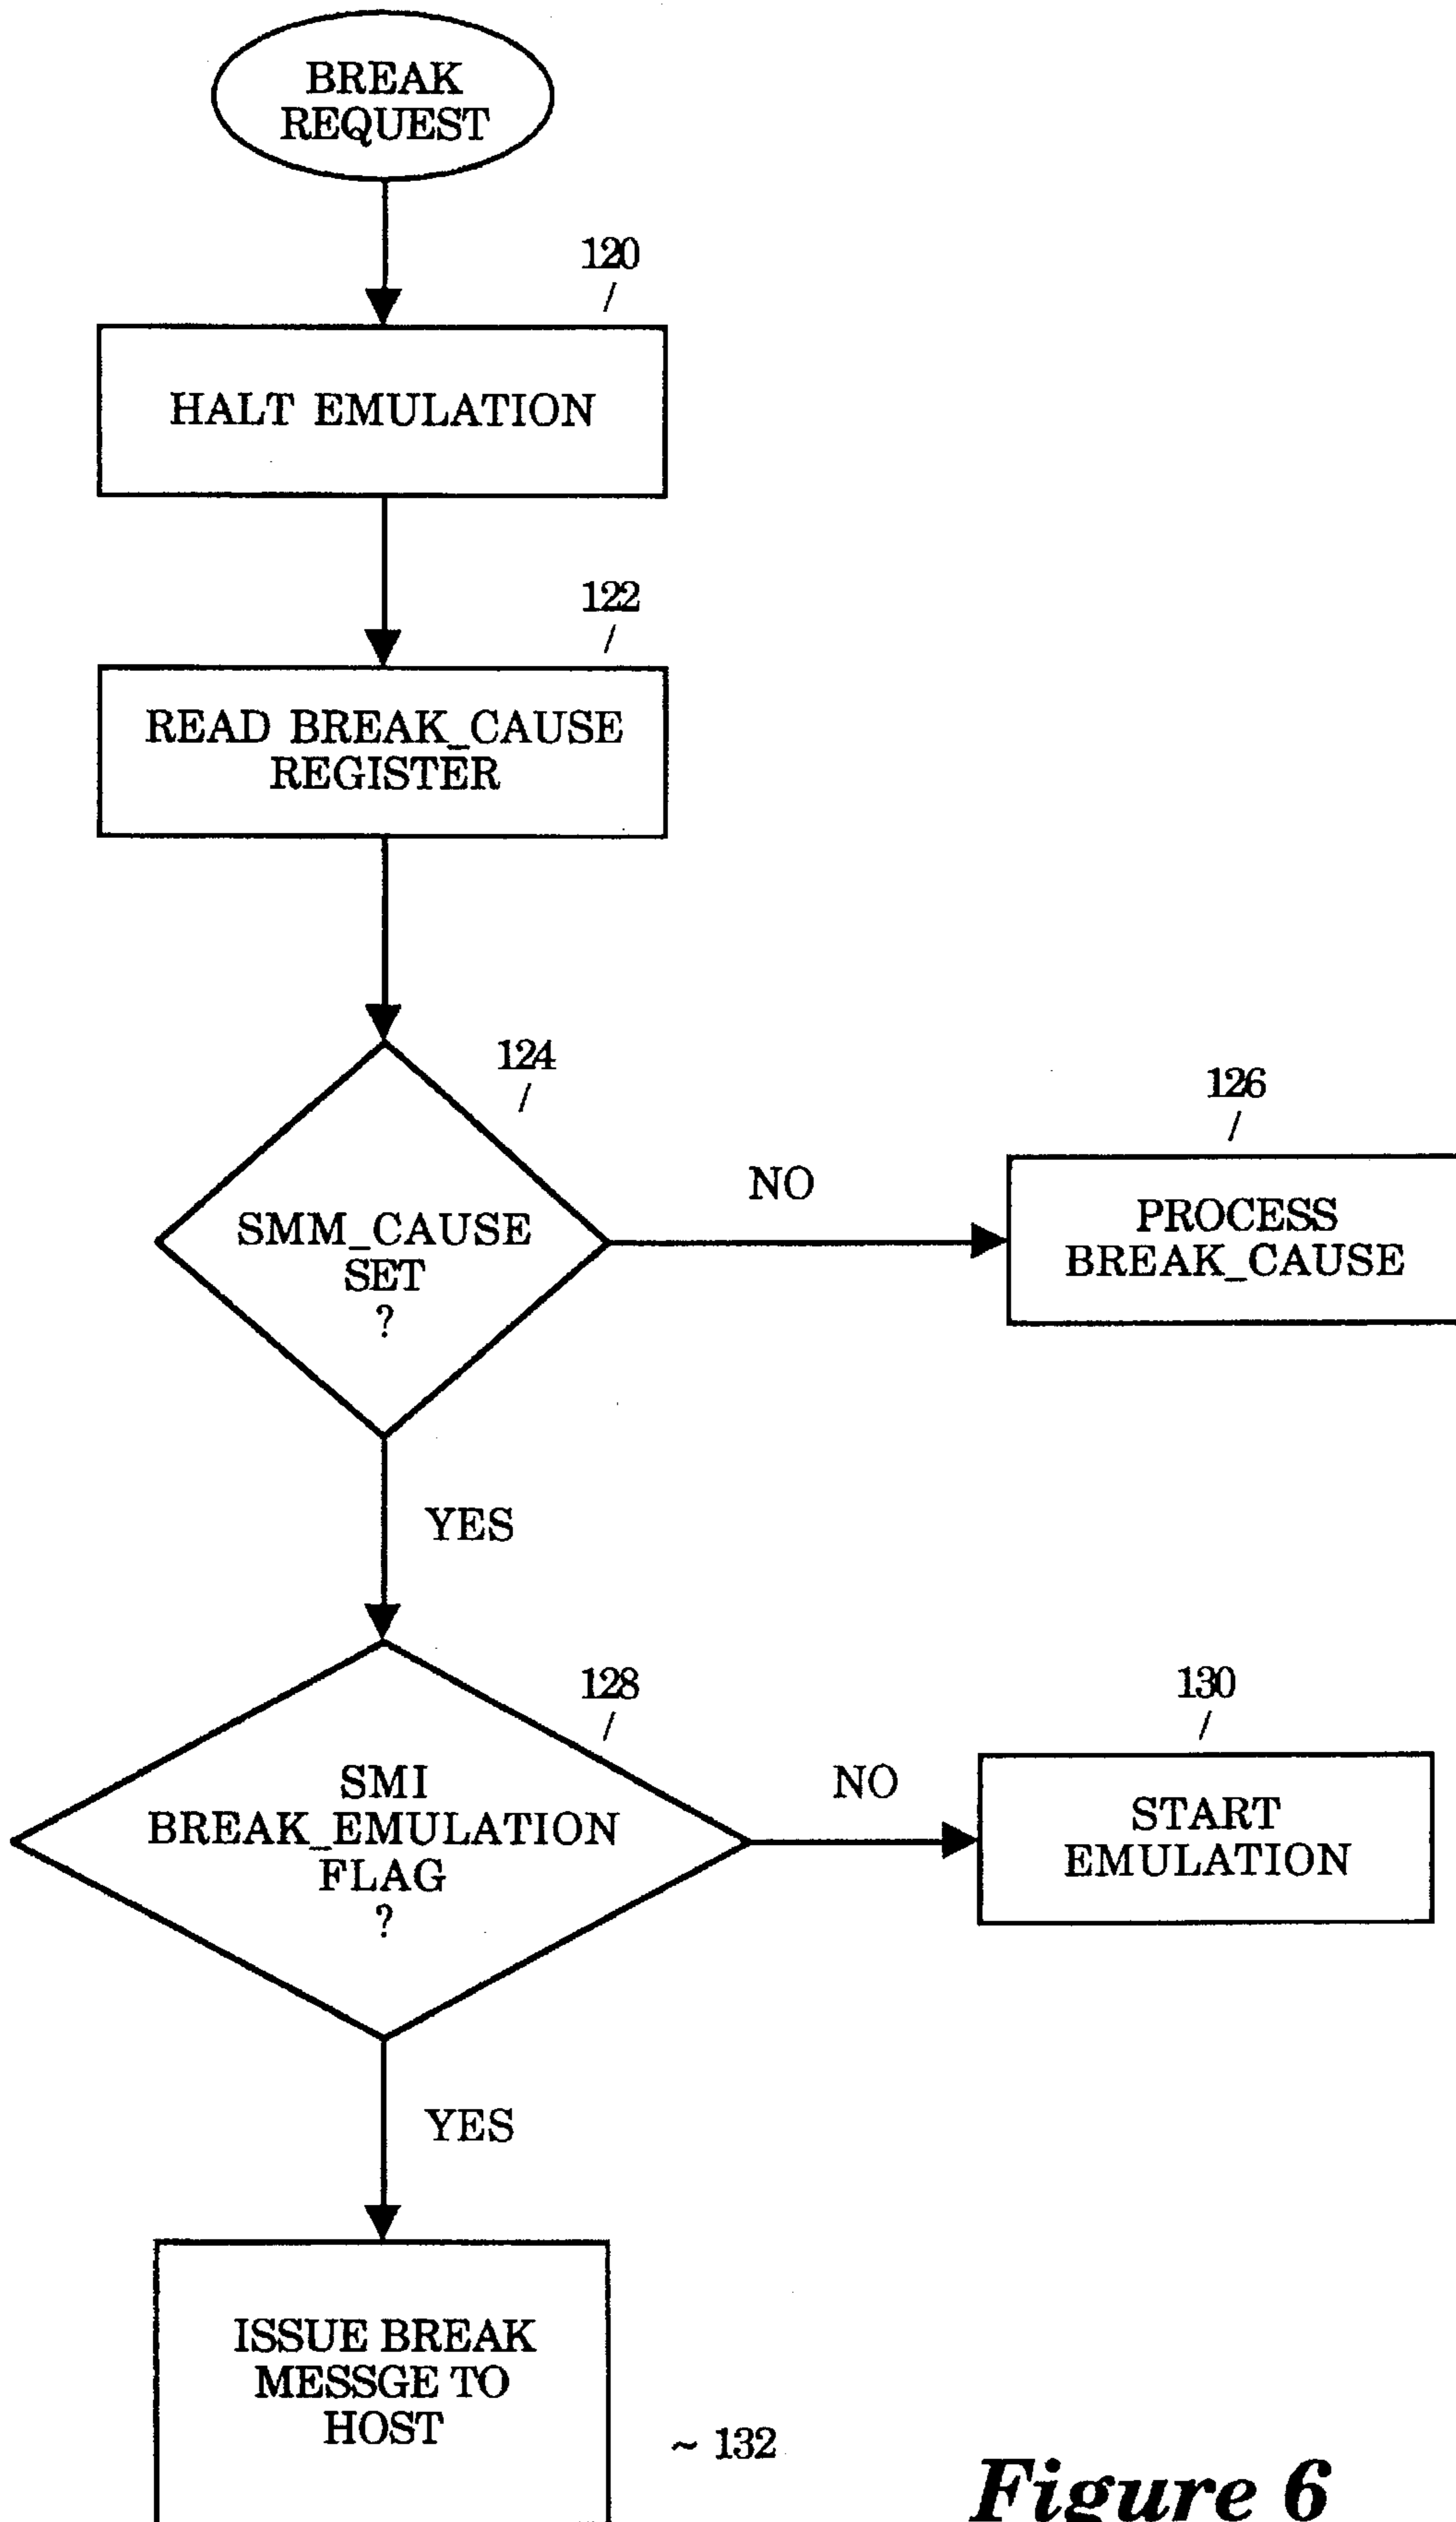 BREAK
REQUEST
120
HALT EMULATION
122
READ BREAK_CAUSE
REGISTER
124
SMM_CAUSE
SET
?
NO
126
PROCESS
BREAK_CAUSE
YES
128
SMI
BREAK_EMULATION
FLAG
?
NO
130
START
EMULATION
YES
ISSUE BREAK
MESSGE TO
HOST
~ 132
Figure 6